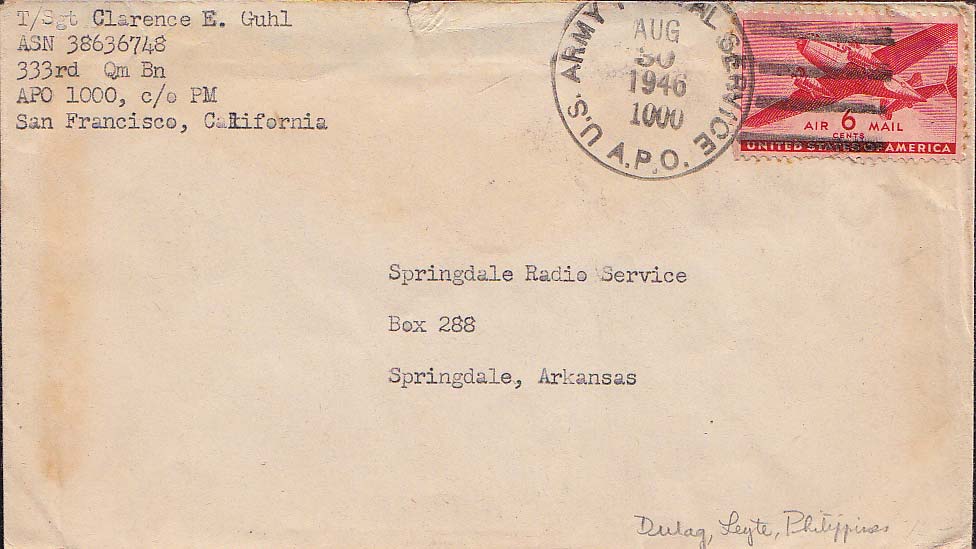 T/Sgt Clarence E. Guhl
ASN 38636748
333rd Qm Bn
APO 1000, c/o PM
San Francisco, California
U.S. ARMY POSTAL SERVICE
AUG
30
1946
1000
A.P.O.
AIR 6 MAIL
CENTS
UNITED STATES OF AMERICA
Springdale Radio Service
Box 288
Springdale, Arkansas
Dulag, Leyte, Philippines